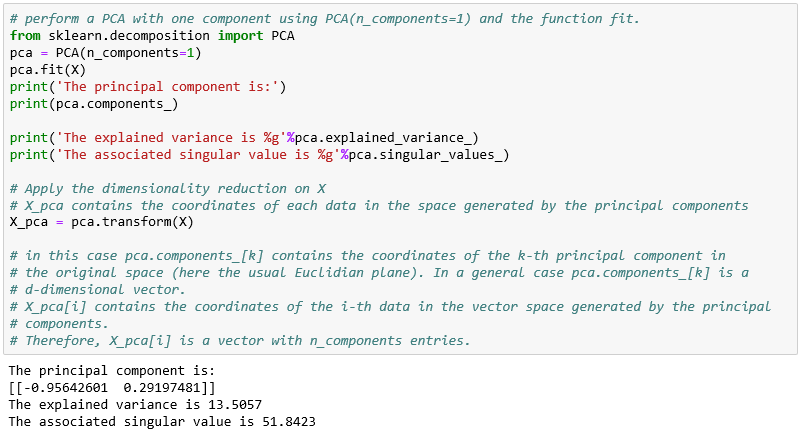 # perform a PCA with one component using PCA(n_components=1) and the function fit.
from sklearn.decomposition import PCA
pca = PCA(n_components=1)
pca.fit(X)
print('The principal component is:')
print(pca.components_)
print('The explained variance is %g'%pca.explained_variance_)
print('The associated singular value is %g'%pca.singular_values_)
# Apply the dimensionality reduction on X
# X_pca contains the coordinates of each data in the space generated by the principal components
X_pca = pca.transform(X)
# in this case pca.components_[k] contains the coordinates of the k-th principal component in
# the original space (here the usual Euclidian plane). In a general case pca.components_[k] is a
# d-dimensional vector.
# X_pca[i] contains the coordinates of the i-th data in the vector space generated by the principal
# components.
# Therefore, X_pca[i] is a vector with n_components entries.
The principal component is:
[[-0.95642601  0.29197481]]
The explained variance is 13.5057
The associated singular value is 51.8423